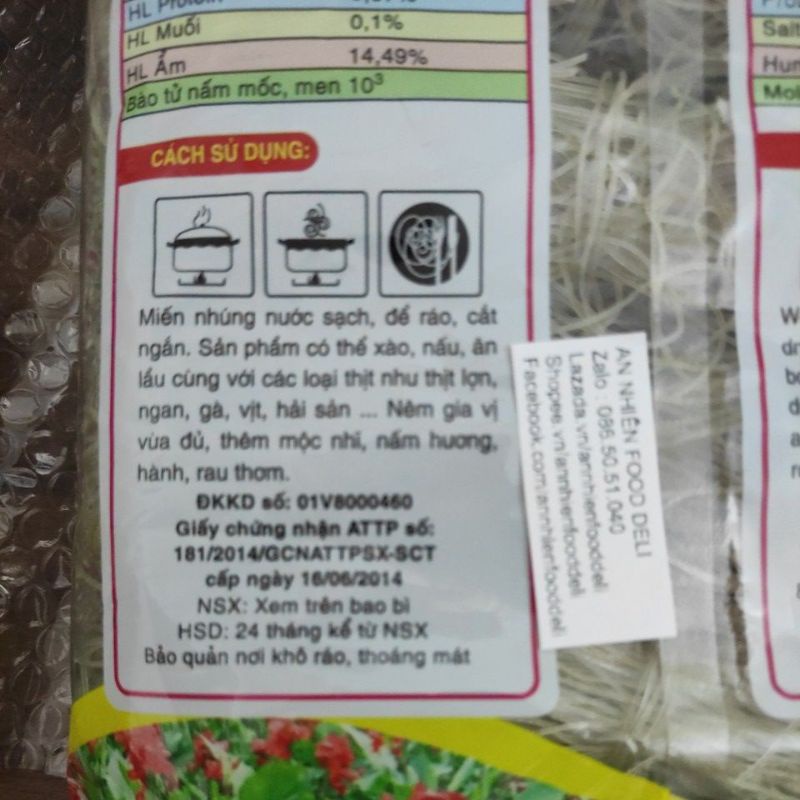 HL Protein
HL Muối 0,1%
HL Ẩm 14,49%
Bào tử nấm mốc, men 10³
CÁCH SỬ DỤNG:
Miến nhúng nước sạch, để ráo, cắt
ngắn. Sản phẩm có thể xào, nấu, ăn
lẩu cùng với các loại thịt như thịt lợn,
ngan, gà, vịt, hải sản ... Nêm gia vị
vừa đủ, thêm mộc nhĩ, nấm hương,
hành, rau thơm.
ĐKKD số: 01V8000460
Giấy chứng nhận ATTP số:
181/2014/GCNATTPSX-SCT
cấp ngày 16/06/2014
NSX: Xem trên bao bì
HSD: 24 tháng kể từ NSX
Bảo quản nơi khô ráo, thoáng mát
AN NHIÊN FOOD DELI
Zalo : 086.50.51.040
Lazada.vn/annhienfooddeli
Shopee.vn/annhienfooddeli
Facebook.com/annhienfooddeli
Salt